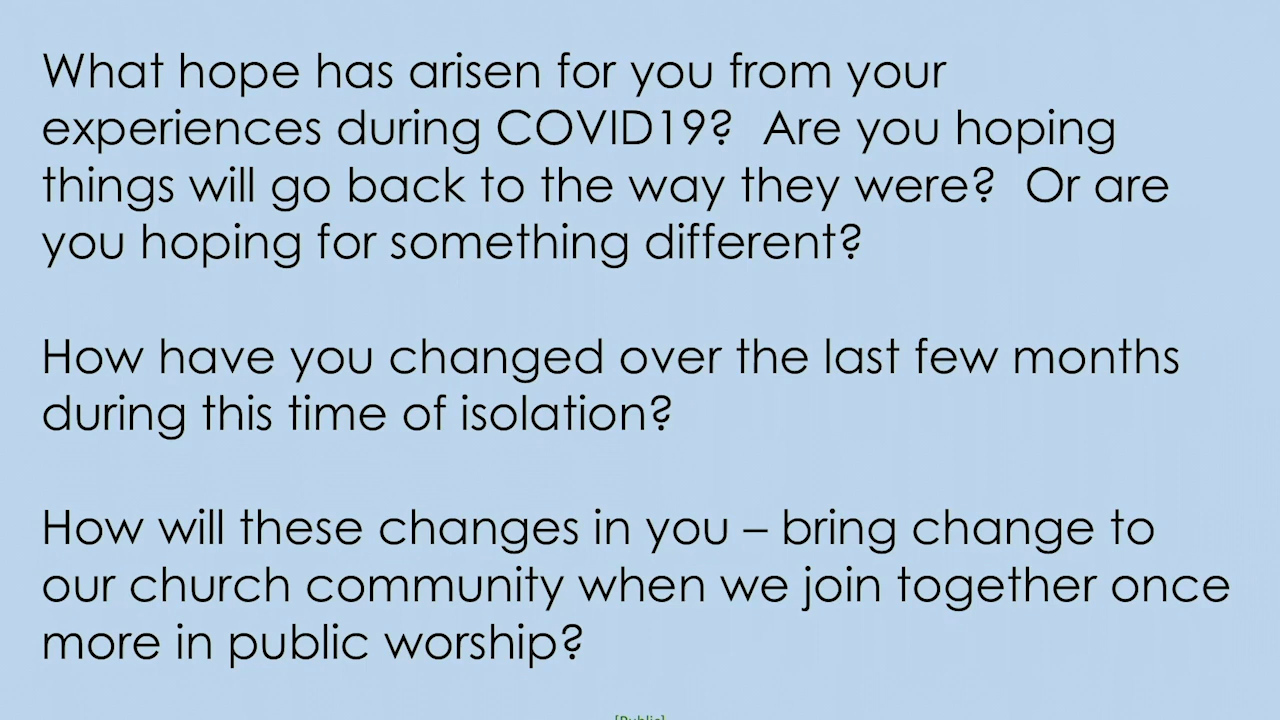 What hope has arisen for you from your
experiences during COVID19?  Are you hoping
things will go back to the way they were?  Or are
you hoping for something different?
How have you changed over the last few months
during this time of isolation?
How will these changes in you – bring change to
our church community when we join together once
more in public worship?
[Public]